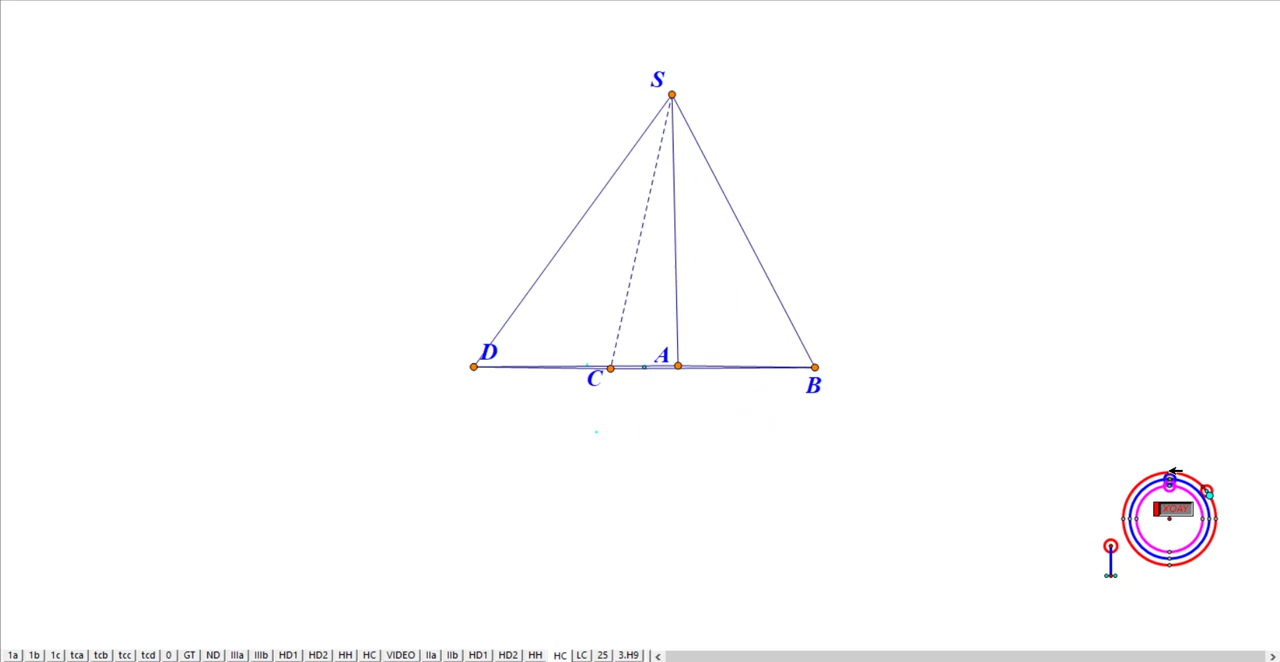 S
D
A
C
B
XOAY
1a 1b 1c tca tcb tcc tcd 0 GT ND IIIa IIIb HD1 HD2 HH HC VIDEO IIa IIb HD1 HD2 HH HC LC 25 3.H9